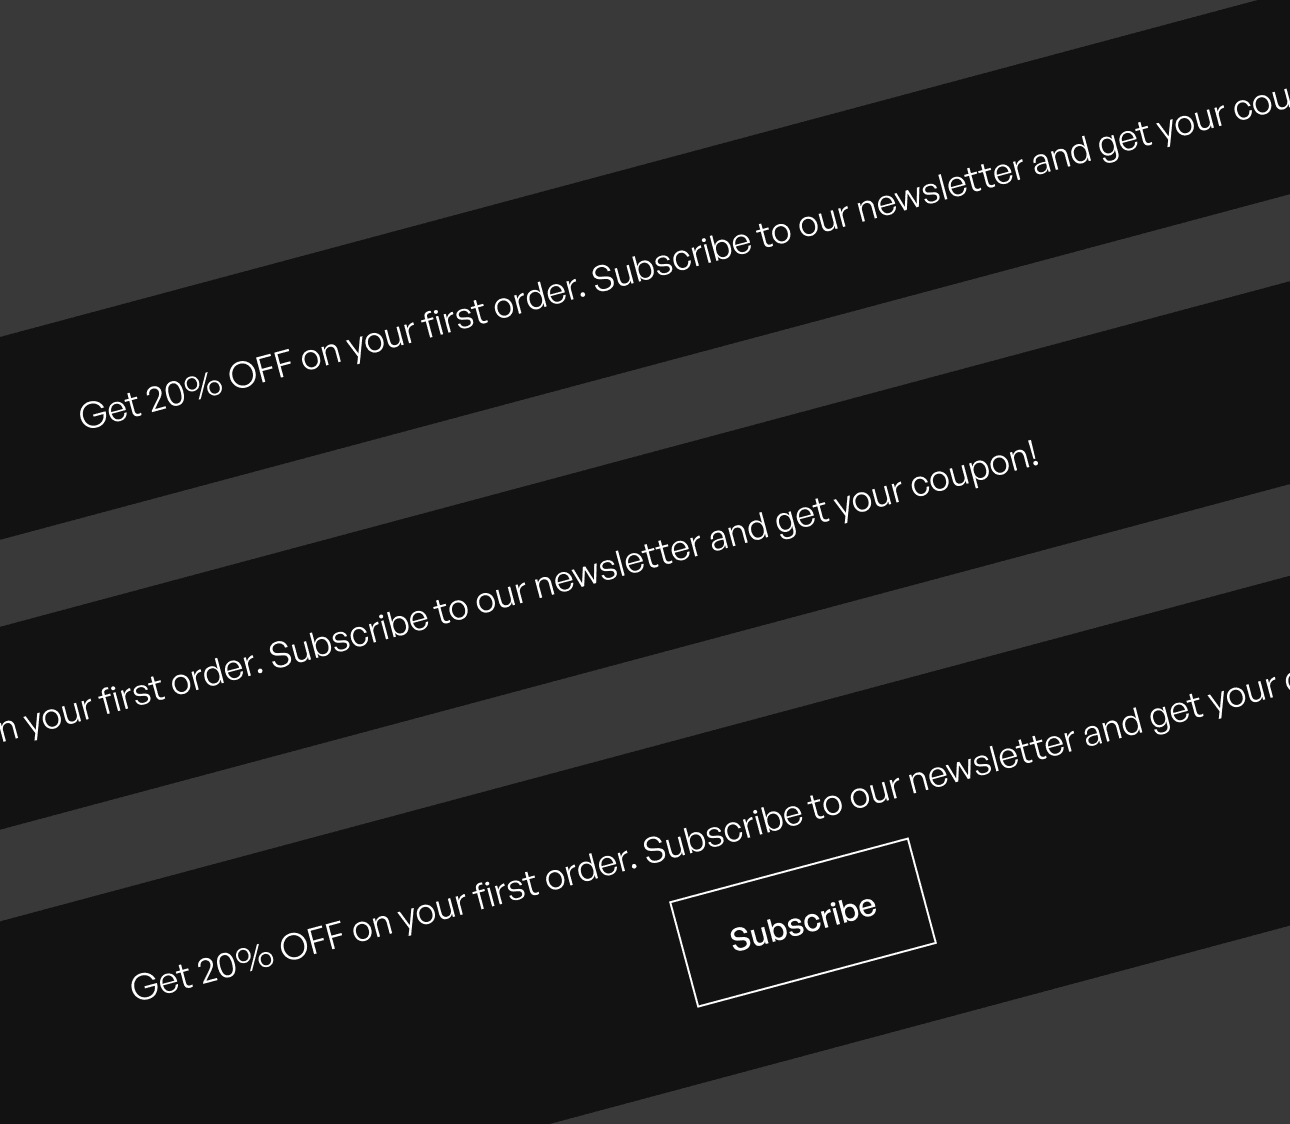 Get 20% OFF on your first order. Subscribe to our newsletter and get your cou
n your first order. Subscribe to our newsletter and get your coupon!
Get 20% OFF on your first order. Subscribe to our newsletter and get your
Subscribe